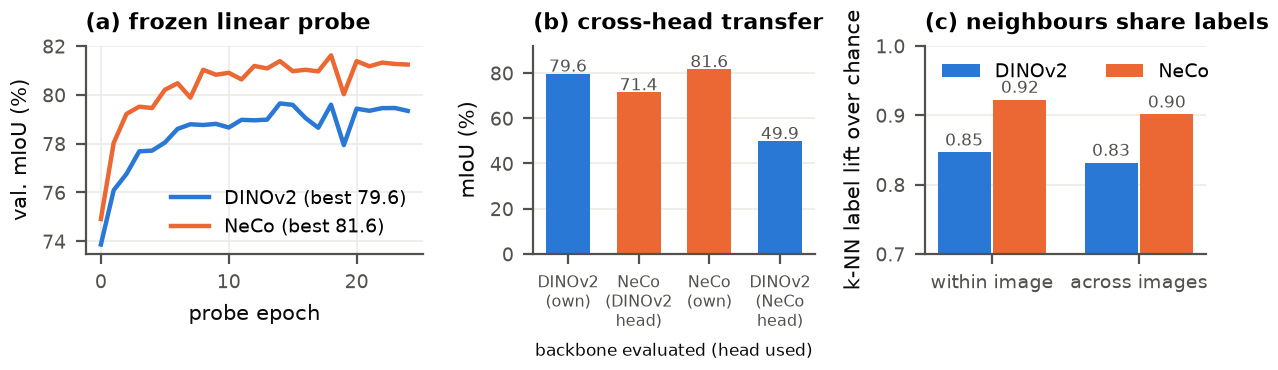 (a) frozen linear probe
val. mIoU (%)
82
80
78
76
74
0
10
20
probe epoch
DINOv2 (best 79.6)
NeCo (best 81.6)
(b) cross-head transfer
mIoU (%)
80
60
40
20
0
79.6
71.4
81.6
49.9
DINOv2
(own)
NeCo
(DINOv2
head)
NeCo
(own)
DINOv2
(NeCo
head)
backbone evaluated (head used)
(c) neighbours share labels
k-NN label lift over chance
1.0
0.9
0.8
0.7
DINOv2
NeCo
0.85
0.92
0.83
0.90
within image
across images